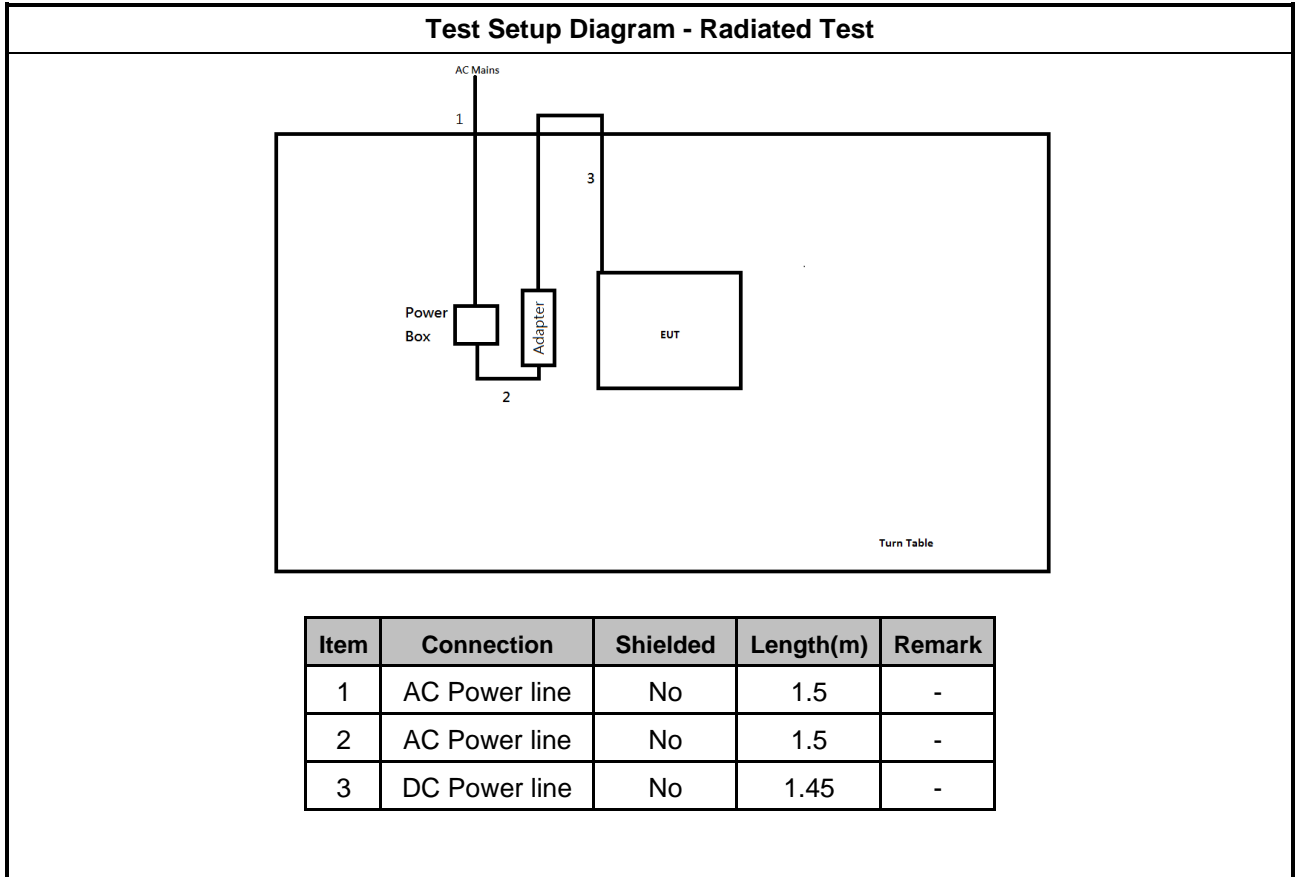 Test Setup Diagram - Radiated Test
AC Mains
1
3
Power
Box
Adapter
EUT
2
Turn Table
Item Connection Shielded Length(m) Remark
1 AC Power line No 1.5 -
2 AC Power line No 1.5 -
3 DC Power line No 1.45 -